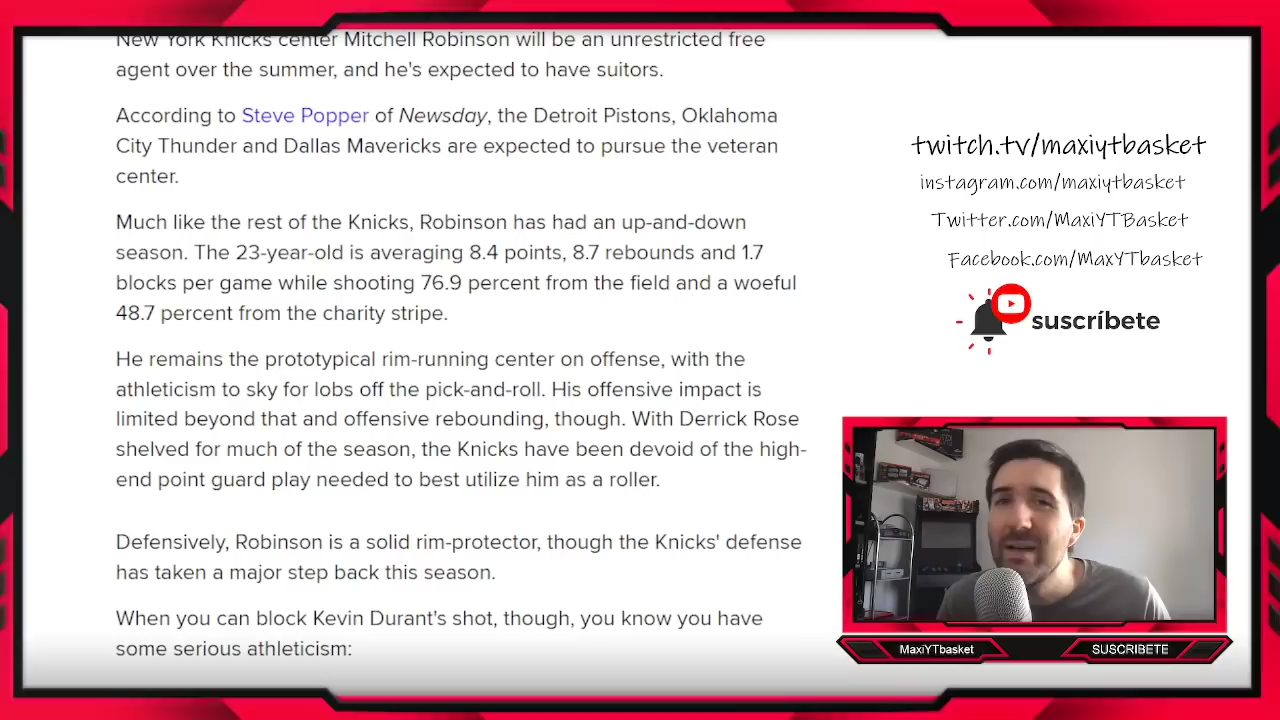 New York Knicks center Mitchell Robinson will be an unrestricted free
agent over the summer, and he's expected to have suitors.
According to Steve Popper of Newsday, the Detroit Pistons, Oklahoma
City Thunder and Dallas Mavericks are expected to pursue the veteran
center.
Much like the rest of the Knicks, Robinson has had an up-and-down
season. The 23-year-old is averaging 8.4 points, 8.7 rebounds and 1.7
blocks per game while shooting 76.9 percent from the field and a woeful
48.7 percent from the charity stripe.
He remains the prototypical rim-running center on offense, with the
athleticism to sky for lobs off the pick-and-roll. His offensive impact is
limited beyond that and offensive rebounding, though. With Derrick Rose
shelved for much of the season, the Knicks have been devoid of the high-
end point guard play needed to best utilize him as a roller.
Defensively, Robinson is a solid rim-protector, though the Knicks' defense
has taken a major step back this season.
When you can block Kevin Durant's shot, though, you know you have
some serious athleticism:
twitch.tv/maxiytbasket
instagram.com/maxiytbasket
Twitter.com/MaxiYTBasket
Facebook.com/MaxYTbasket
suscríbete
MaxiYTbasket
SUSCRIBETE